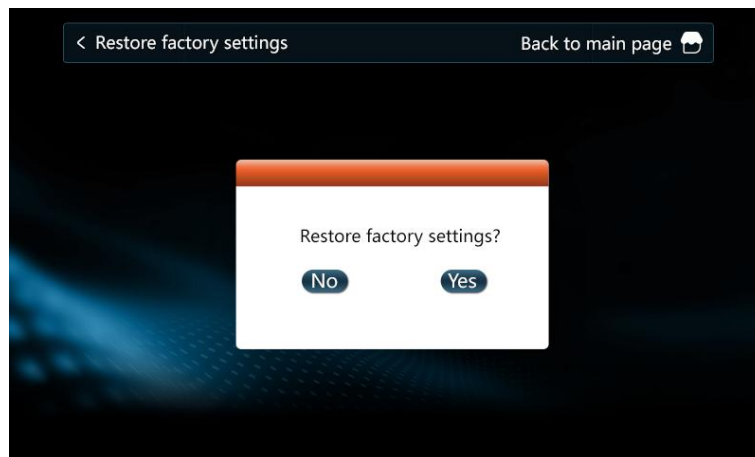 < Restore factory settings
Back to main page
Restore factory settings?
No
Yes